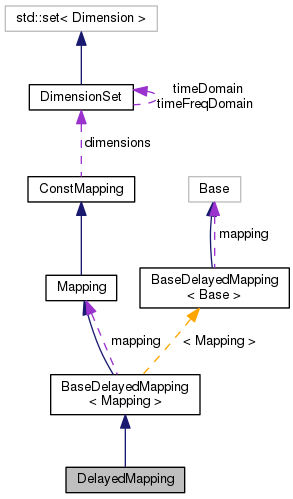 std::set< Dimension >
timeDomain
timeFreqDomain
DimensionSet
dimensions
ConstMapping
Base
mapping
Mapping
BaseDelayedMapping
< Base >
mapping
< Mapping >
BaseDelayedMapping
< Mapping >
DelayedMapping